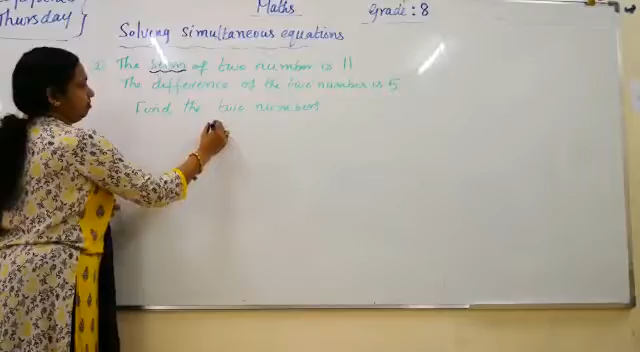 Maths
Grade: 8
Thursday
Solving simultaneous equations
The sum of two number is 11
The difference of the two number is 5
Find the two numbers